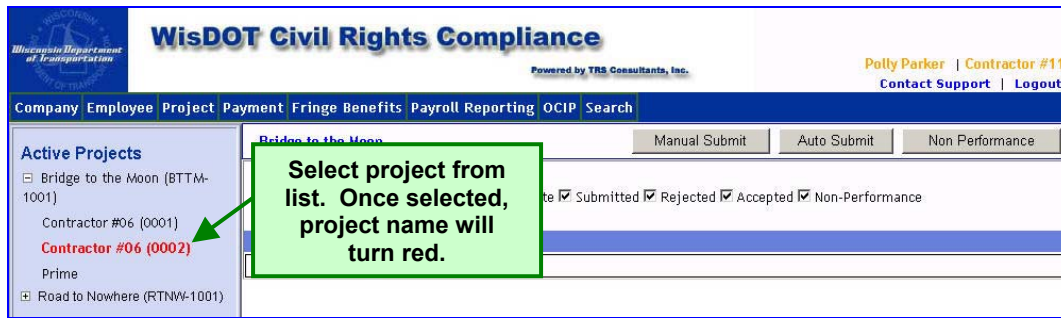 Wisconsin Department
of Transportation
WisDOT Civil Rights Compliance
Powered by TRS Consultants, Inc.
Polly Parker | Contractor #11
Contact Support | Logout
Company Employee Project Payment Fringe Benefits Payroll Reporting OCIP Search
Active Projects
Bridge to the Moon (BTTM-
1001)
Contractor #06 (0001)
Contractor #06 (0002)
Prime
Road to Nowhere (RTNW-1001)
Bridge to the Moon
Manual Submit Auto Submit Non Performance
Submitted Rejected Accepted Non-Performance
Select project from
list. Once selected,
project name will
turn red.